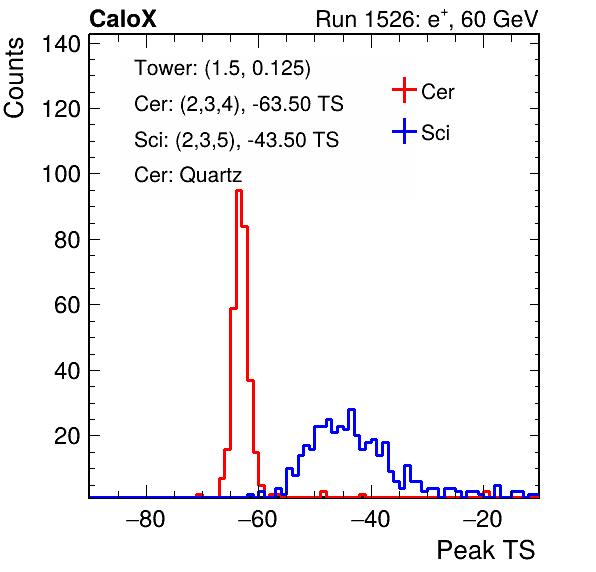 CaloX Run 1526: e⁺, 60 GeV
Counts
Tower: (1.5, 0.125)
Cer: (2,3,4), -63.50 TS
Sci: (2,3,5), -43.50 TS
Cer: Quartz
Cer
Sci
140
120
100
80
60
40
20
−80 −60 −40 −20
Peak TS